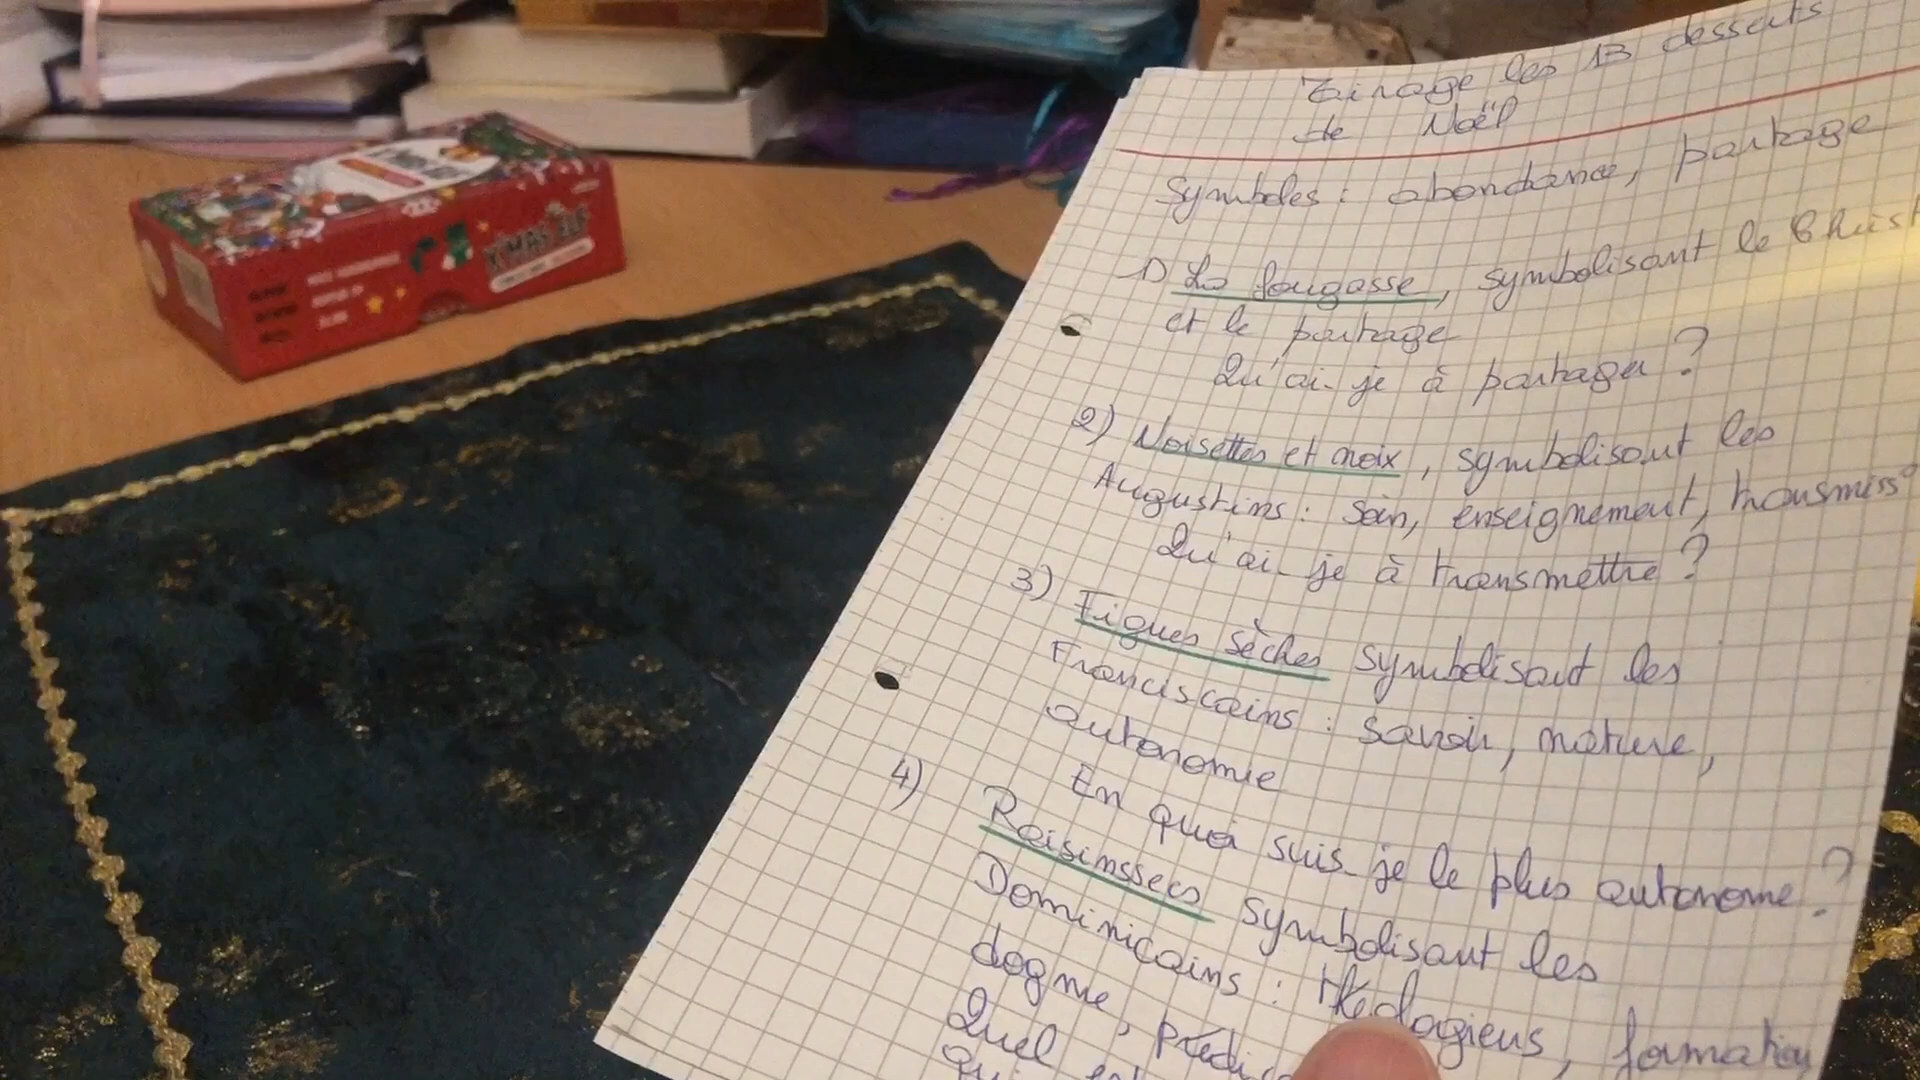 Tirage les 13 desserts
de Noël
Symboles : abondance, partage
1) La fougasse, symbolisant le Christ
et le partage
Qu'ai-je à partager ?
2) Noisettes et noix, symbolisant les
Augustins : soin, enseignement, transmiss°
Qu'ai-je à transmettre ?
3) Figues sèches symbolisant les
Franciscains : savoir, nature,
autonomie
En quoi suis-je le plus autonome ?
4) Raisins secs symbolisant les
Dominicains : théologiens, formation
dogme,
Quel est
X'MAS ELF